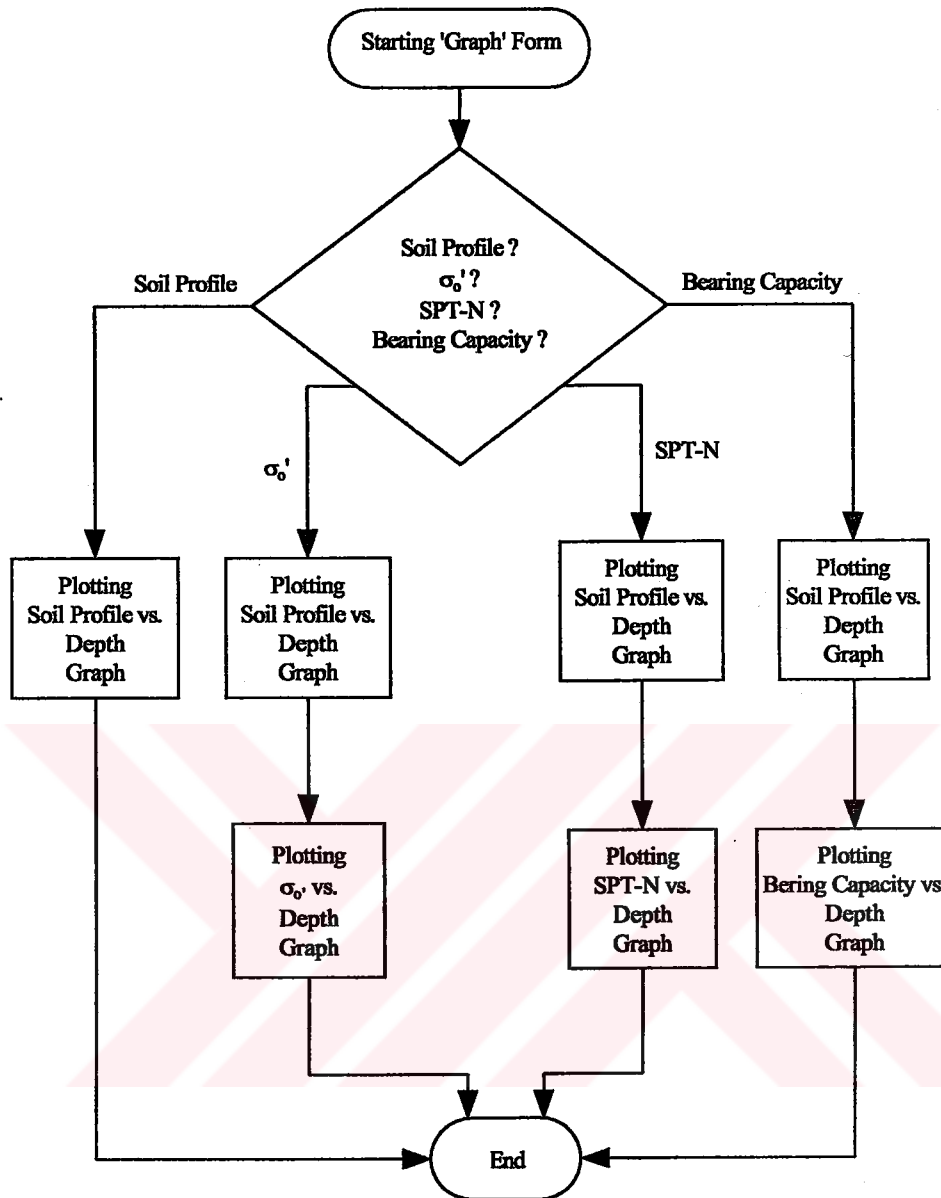 Starting 'Graph' Form
Soil Profile ?
σo' ?
SPT-N ?
Bearing Capacity ?
Soil Profile
Bearing Capacity
σo'
SPT-N
Plotting
Soil Profile vs.
Depth
Graph
Plotting
Soil Profile vs.
Depth
Graph
Plotting
Soil Profile vs.
Depth
Graph
Plotting
Soil Profile vs.
Depth
Graph
Plotting
σo' vs.
Depth
Graph
Plotting
SPT-N vs.
Depth
Graph
Plotting
Bering Capacity vs
Depth
Graph
End